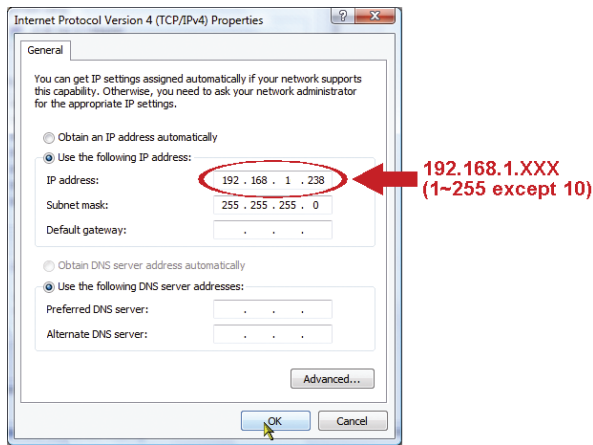 Internet Protocol Version 4 (TCP/IPv4) Properties
General
You can get IP settings assigned automatically if your network supports
this capability. Otherwise, you need to ask your network administrator
for the appropriate IP settings.
Obtain an IP address automatically
Use the following IP address:
IP address: 192 . 168 . 1 . 238
192.168.1.XXX
(1~255 except 10)
Subnet mask: 255 . 255 . 255 . 0
Default gateway: . . .
Obtain DNS server address automatically
Use the following DNS server addresses:
Preferred DNS server: . . .
Alternate DNS server: . . .
Advanced...
OK Cancel